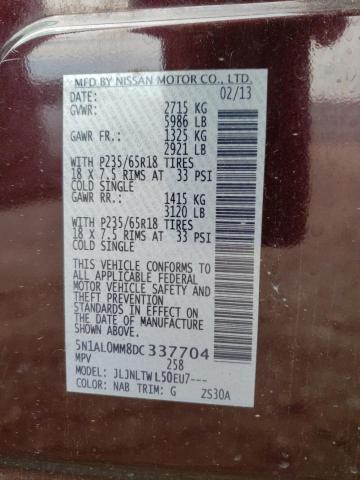 MFD BY NISSAN MOTOR CO., LTD.
DATE: 02/13
GVWR: 2715 KG
5986 LB
GAWR FR: 1325 KG
2921 LB
WITH P235/65R18 TIRES
18 X 7.5 RIMS AT 33 PSI
COLD SINGLE
GAWR RR: 1415 KG
3120 LB
WITH P235/65R18 TIRES
18 X 7.5 RIMS AT 33 PSI
COLD SINGLE
THIS VEHICLE CONFORMS TO
ALL APPLICABLE FEDERAL
MOTOR VEHICLE SAFETY AND
THEFT PREVENTION
STANDARDS IN EFFECT ON
THE DATE OF MANUFACTURE
SHOWN ABOVE.
5N1AL0MM8DC337704
MPV 258
MODEL: JLJNLTWL50EU7---
COLOR: NAB TRIM: G ZS30A